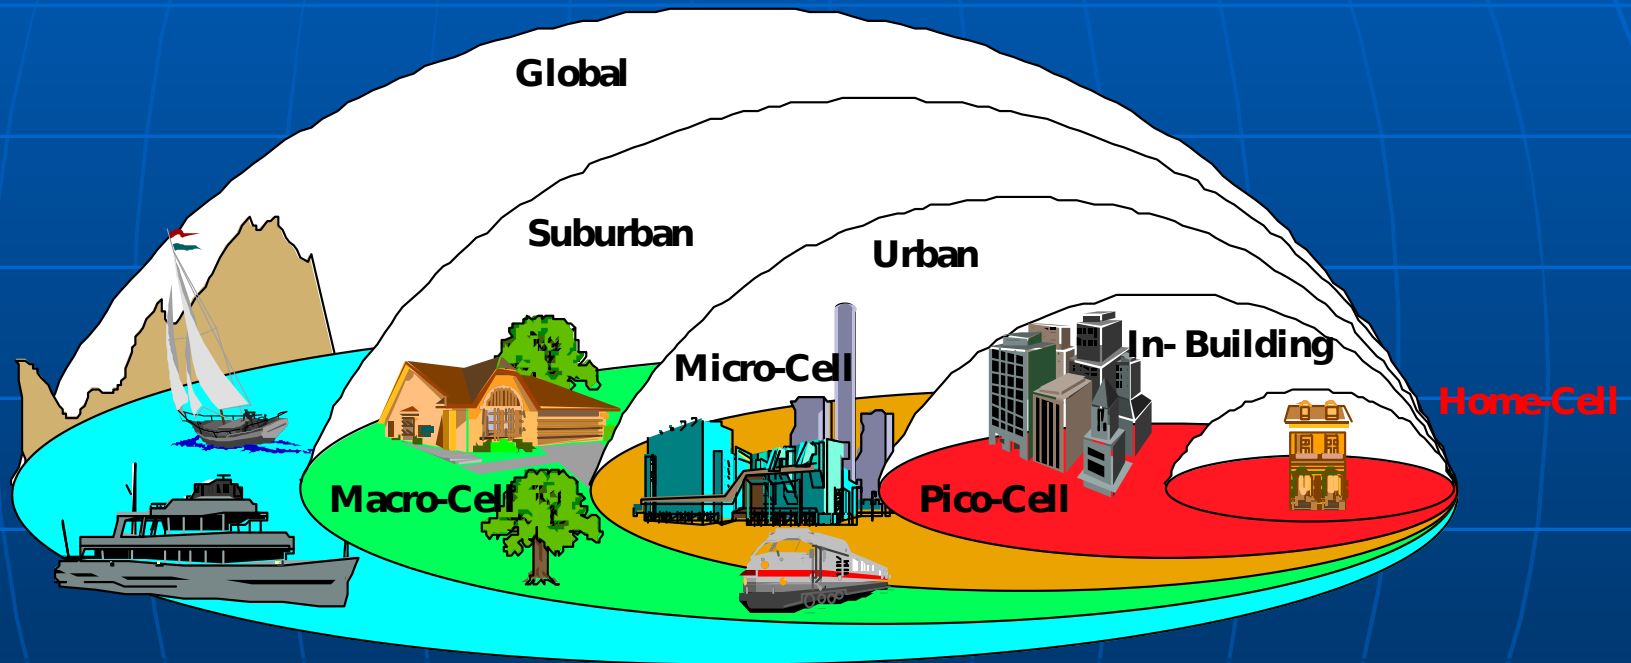 Global
Suburban
Urban
In-Building
Micro-Cell
Home-Cell
Macro-Cell
Pico-Cell